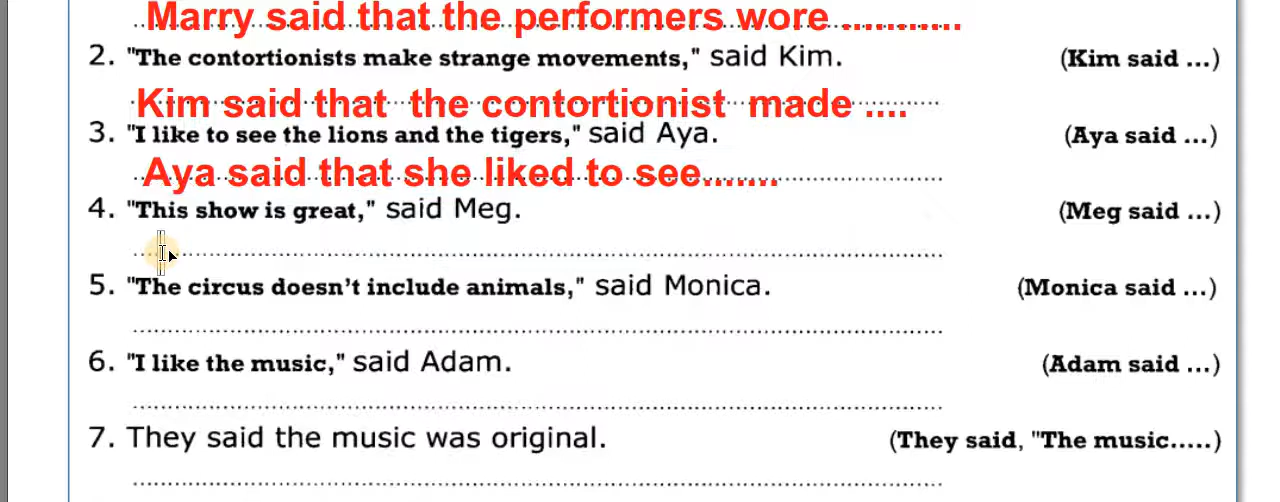 Marry said that the performers wore ...........
2. "The contortionists make strange movements," said Kim. (Kim said ...)
Kim said that the contortionist made ....
3. "I like to see the lions and the tigers," said Aya. (Aya said ...)
Aya said that she liked to see.......
4. "This show is great," said Meg. (Meg said ...)
5. "The circus doesn't include animals," said Monica. (Monica said ...)
6. "I like the music," said Adam. (Adam said ...)
7. They said the music was original. (They said, "The music.....)